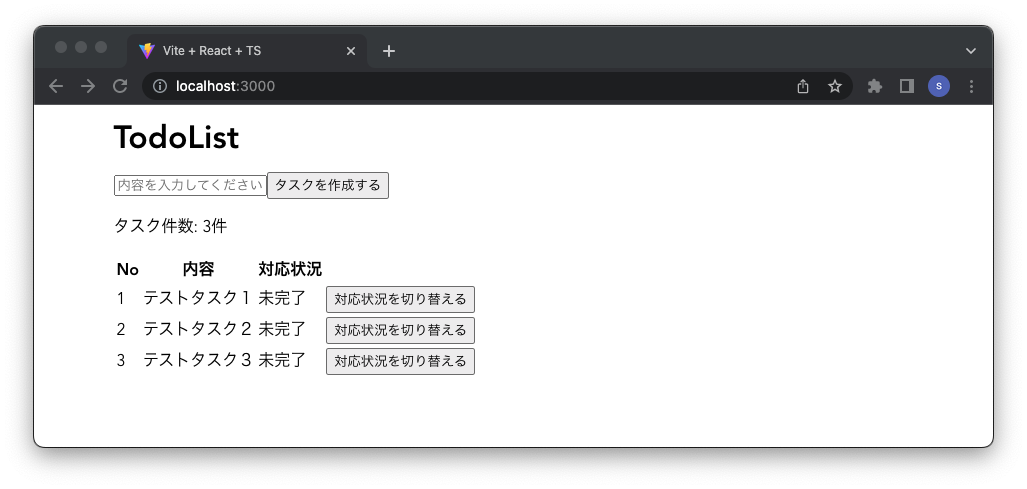 Vite + React + TS
localhost:3000
S
TodoList
内容を入力してください タスクを作成する
タスク件数: 3件
No 内容 対応状況
1 テストタスク１ 未完了 対応状況を切り替える
2 テストタスク２ 未完了 対応状況を切り替える
3 テストタスク３ 未完了 対応状況を切り替える